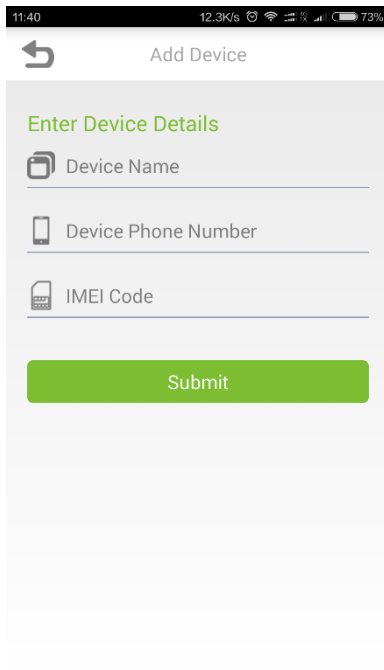 11:40 12.3K/s 73%
Add Device
Enter Device Details
Device Name
Device Phone Number
IMEI Code
Submit